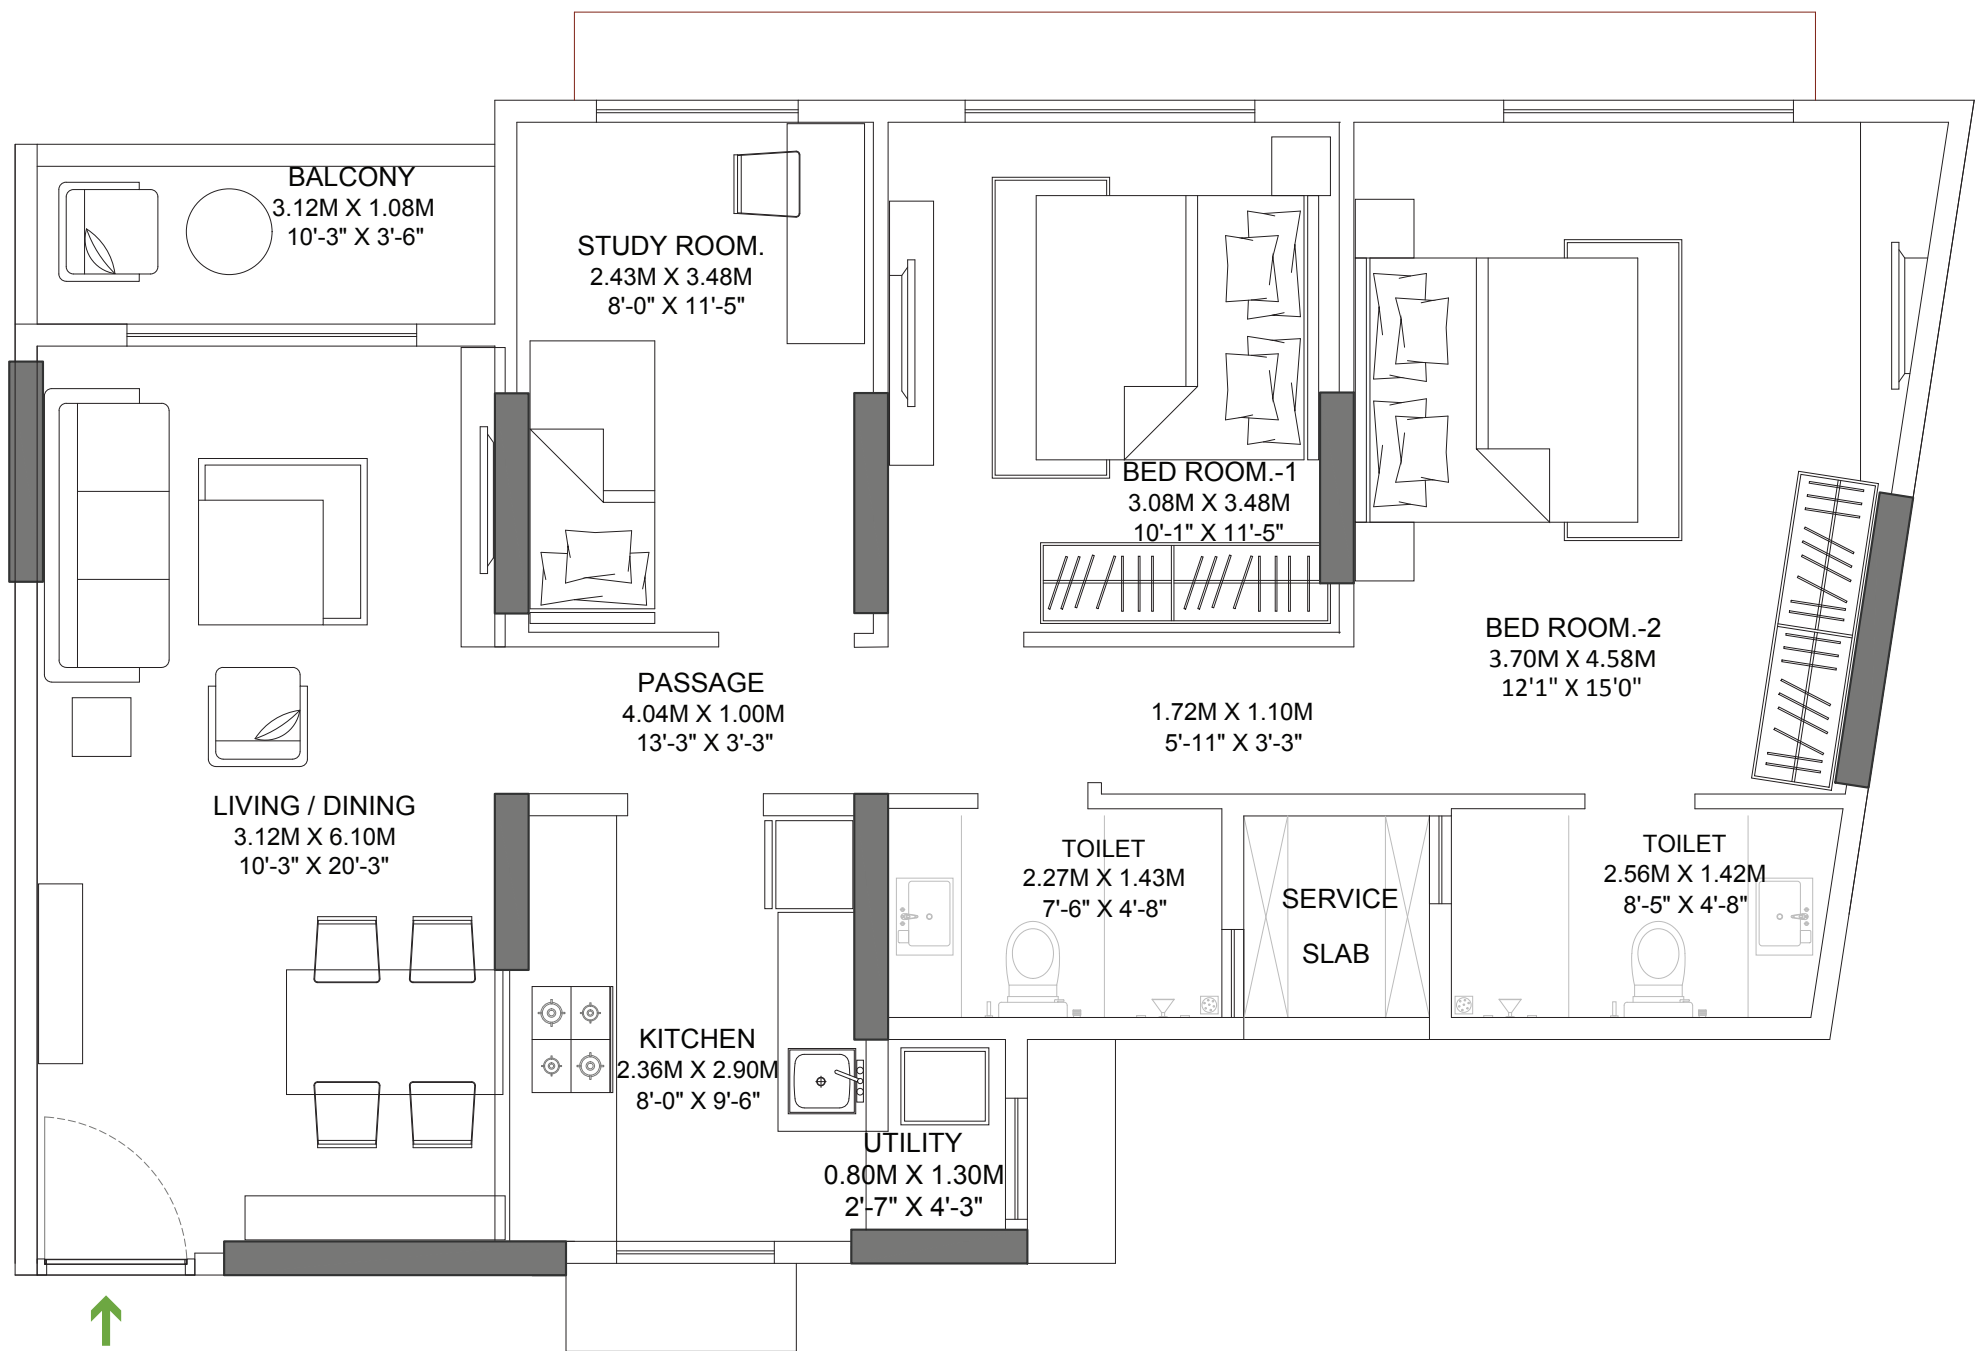 BALCONY
3.12M X 1.08M
10'-3" X 3'-6"
STUDY ROOM.
2.43M X 3.48M
8'-0" X 11'-5"
BED ROOM.-1
3.08M X 3.48M
10'-1" X 11'-5"
BED ROOM.-2
3.70M X 4.58M
12'1" X 15'0"
PASSAGE
4.04M X 1.00M
13'-3" X 3'-3"
1.72M X 1.10M
5'-11" X 3'-3"
LIVING / DINING
3.12M X 6.10M
10'-3" X 20'-3"
TOILET
2.27M X 1.43M
7'-6" X 4'-8"
SERVICE
SLAB
TOILET
2.56M X 1.42M
8'-5" X 4'-8"
KITCHEN
2.36M X 2.90M
8'-0" X 9'-6"
UTILITY
0.80M X 1.30M
2'-7" X 4'-3"